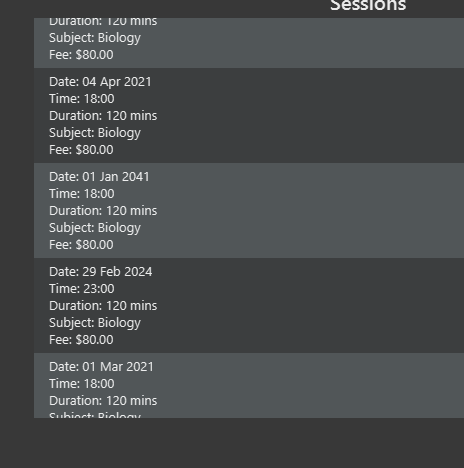 Sessions
Duration: 120 mins
Subject: Biology
Fee: $80.00
Date: 04 Apr 2021
Time: 18:00
Duration: 120 mins
Subject: Biology
Fee: $80.00
Date: 01 Jan 2041
Time: 18:00
Duration: 120 mins
Subject: Biology
Fee: $80.00
Date: 29 Feb 2024
Time: 23:00
Duration: 120 mins
Subject: Biology
Fee: $80.00
Date: 01 Mar 2021
Time: 18:00
Duration: 120 mins
Subject: Biology